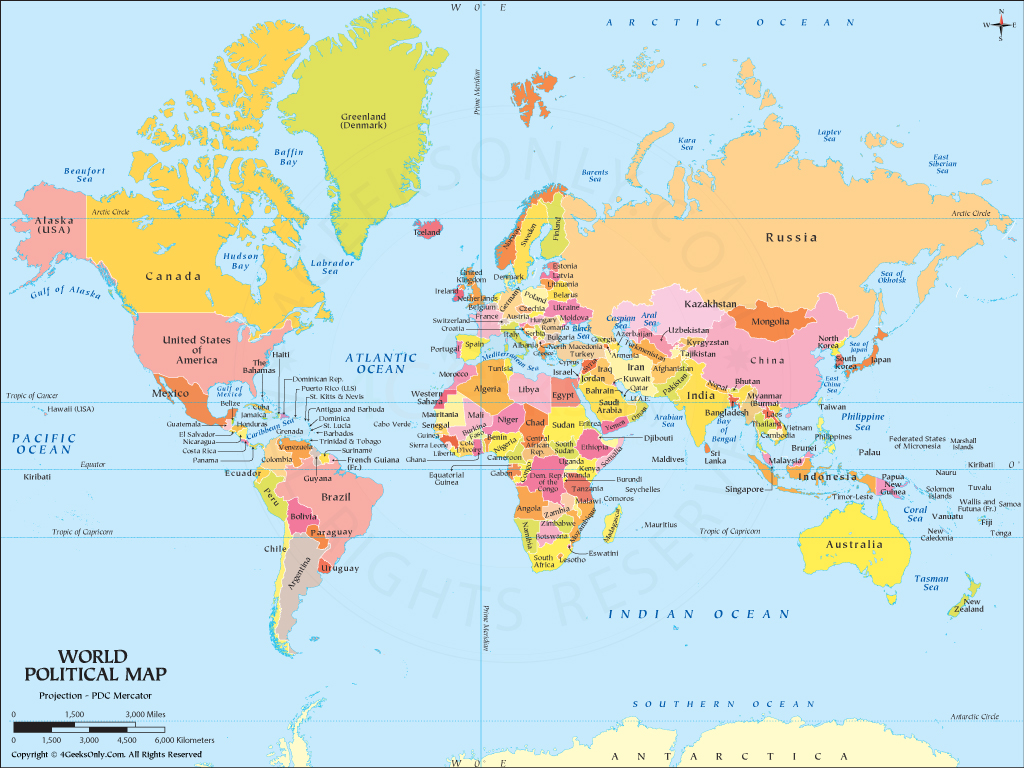 W 0° E
ARCTIC OCEAN
N
W E
S
Prime Meridian
Greenland
(Denmark)
Baffin
Bay
Beaufort
Sea
Barents
Sea
Kara
Sea
Laptev
Sea
East
Siberian
Sea
Arctic Circle
Arctic Circle
Alaska
(USA)
Canada
Hudson
Bay
Labrador
Sea
Gulf of Alaska
Iceland
Norway
Sweden
Finland
Russia
Sea of
Okhotsk
United
Kingdom
Ireland
Denmark
Estonia
Latvia
Lithuania
Belarus
Netherlands
Belgium
Germany
Poland
Czechia
Ukraine
Moldova
France
Switzerland
Austria
Hungary
Croatia
Romania
Italy
Serbia
Bulgaria
Black
Sea
Albania
North Macedonia
Greece
Turkey
Georgia
Armenia
Azerbaijan
Caspian
Sea
Aral
Sea
Kazakhstan
Uzbekistan
Kyrgyzstan
Turkmenistan
Tajikistan
Mongolia
China
North
Korea
South
Korea
Sea of
Japan
Japan
East
China
Sea
United States
of
America
ATLANTIC
OCEAN
Portugal
Spain
Mediterranean Sea
Cyprus
Israel
Morocco
Tunisia
Algeria
Libya
Egypt
Jordan
Iraq
Iran
Kuwait
Bahrain
Qatar
U.A.E.
Saudi
Arabia
Oman
Yemen
Afghanistan
Pakistan
Nepal
Bhutan
India
Bangladesh
Myanmar
(Burma)
Laos
Thailand
Vietnam
Cambodia
Taiwan
Philippine
Sea
Philippines
Tropic of Cancer
Hawaii (USA)
Mexico
Gulf of
Mexico
The
Bahamas
Haiti
Dominican Rep.
Puerto Rico (U.S)
St. Kitts & Nevis
Antigua and Barbuda
Dominica
St. Lucia
Barbados
Trinidad & Tobago
Suriname
French Guiana
(Fr.)
Cuba
Belize
Jamaica
Honduras
Guatemala
El Salvador
Nicaragua
Costa Rica
Panama
Caribbean Sea
Grenada
Venezuela
Colombia
Guyana
Ecuador
Peru
Brazil
Bolivia
Paraguay
Chile
Argentina
Uruguay
Cabo Verde
Western
Sahara
Mauritania
Senegal
Guinea
Sierra Leone
Liberia
Ghana
Mali
Burkina
Faso
Cote
D'ivoire
Benin
Niger
Nigeria
Chad
Sudan
Eritrea
Djibouti
Ethiopia
Somalia
Central
African
Rep.
South
Sudan
Cameroon
Equatorial
Guinea
Gabon
Congo
Dem. Rep.
of the
Congo
Uganda
Kenya
Rwanda
Burundi
Tanzania
Seychelles
Comoros
Malawi
Angola
Zambia
Zimbabwe
Mozambique
Madagascar
Mauritius
Namibia
Botswana
South
Africa
Lesotho
Eswatini
Arabian
Sea
Bay
of
Bengal
Sri
Lanka
Maldives
Brunei
Malaysia
Singapore
Indonesia
Timor-Leste
Papua
New
Guinea
Palau
Federated States
of Micronesia
Marshall
Islands
Nauru
Kiribati
Tuvalu
Solomon
Islands
Wallis and
Futuna (Fr.)
Samoa
Vanuatu
Fiji
Tonga
New
Caledonia
Coral
Sea
Australia
Tasman
Sea
New
Zealand
PACIFIC
OCEAN
Equator
0°
Kiribati
Tropic of Capricorn
Tropic of Capricorn
Prime Meridian
INDIAN OCEAN
SOUTHERN OCEAN
Antarctic Circle
ANTARCTICA
W 0° E
WORLD
POLITICAL MAP
Projection - PDC Mercator
0 1,500 3,000 Miles
0 1,500 3,000 4,500 6,000 Kilometers
Copyright © 4GeeksOnly.Com. All Rights Reserved